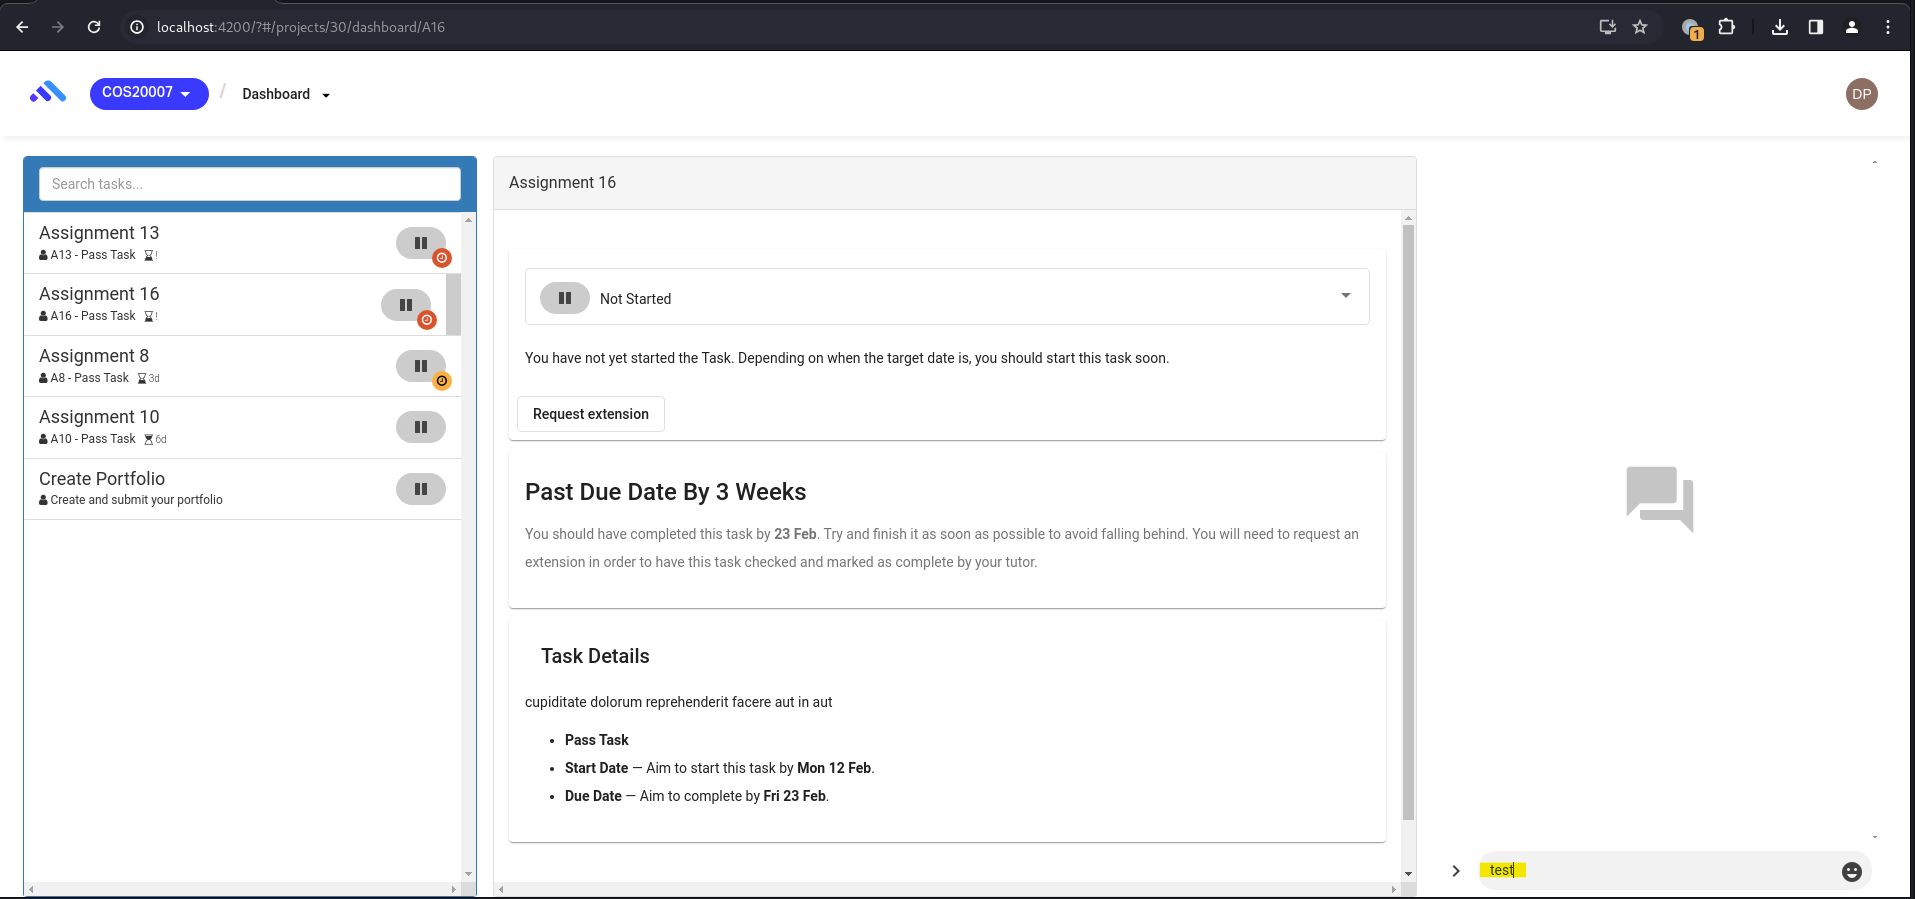 localhost:4200/?#/projects/30/dashboard/A16
1
COS20007
/
Dashboard
DP
Search tasks...
Assignment 13
A13 - Pass Task !
Assignment 16
A16 - Pass Task !
Assignment 8
A8 - Pass Task 3d
Assignment 10
A10 - Pass Task 6d
Create Portfolio
Create and submit your portfolio
Assignment 16
Not Started
You have not yet started the Task. Depending on when the target date is, you should start this task soon.
Request extension
Past Due Date By 3 Weeks
You should have completed this task by 23 Feb. Try and finish it as soon as possible to avoid falling behind. You will need to request an
extension in order to have this task checked and marked as complete by your tutor.
Task Details
cupiditate dolorum reprehenderit facere aut in aut
• Pass Task
• Start Date — Aim to start this task by Mon 12 Feb.
• Due Date — Aim to complete by Fri 23 Feb.
test